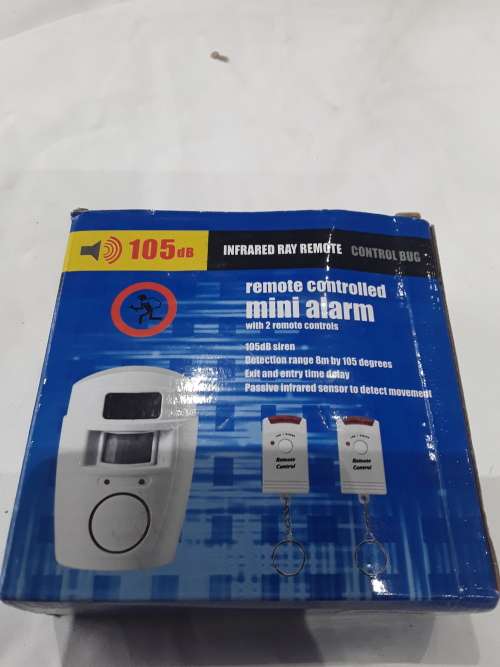 105dB
INFRARED RAY REMOTE CONTROL BUG
remote controlled
mini alarm
with 2 remote controls
105dB siren
Detection range 8m by 105 degrees
Exit and entry time delay
Passive infrared sensor to detect movement
Remote
Control
Remote
Control